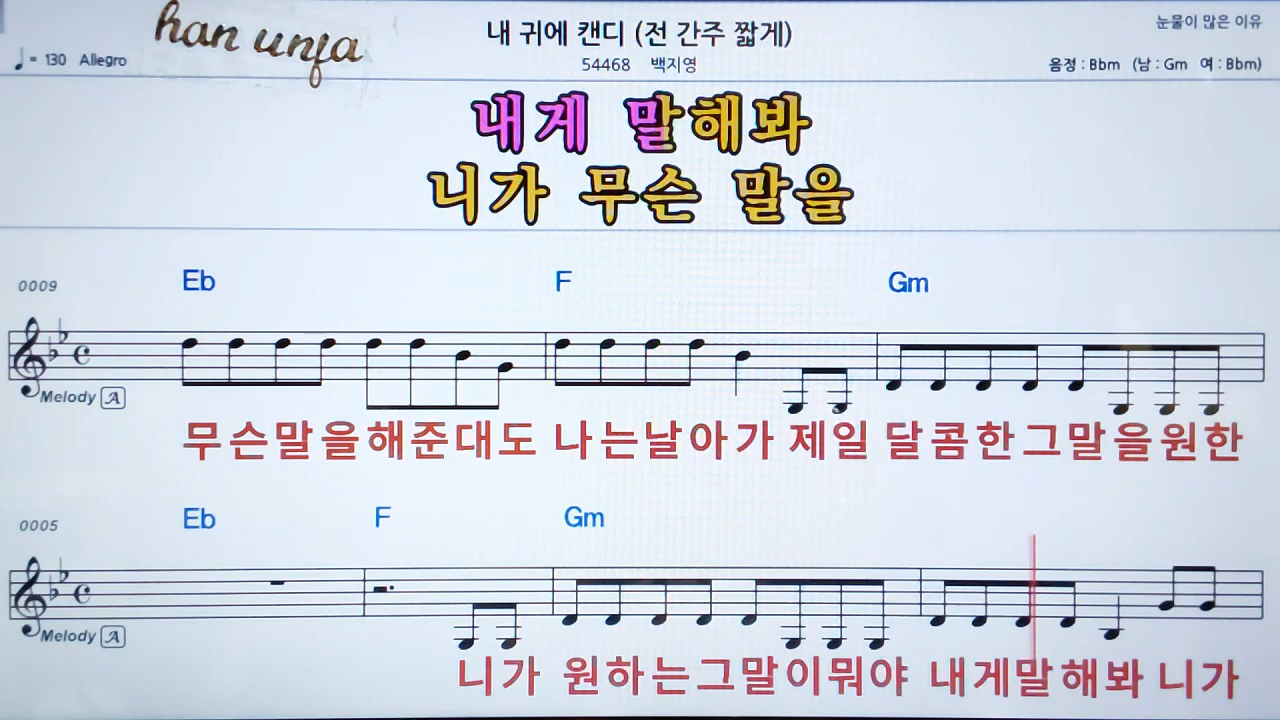 han unja
내 귀에 캔디 (전 간주 짧게)
눈물이 많은 이유
♩= 130 Allegro
54468 백지영
음정 : Bbm (남 : Gm 여 : Bbm)
내게 말해봐
니가 무슨 말을
0009 Eb F Gm
Melody A
무슨말을해준대도 나는날아가 제일 달콤한그말을원한
0005 Eb F Gm
Melody A
니가 원하는그말이뭐야 내게말해봐 니가